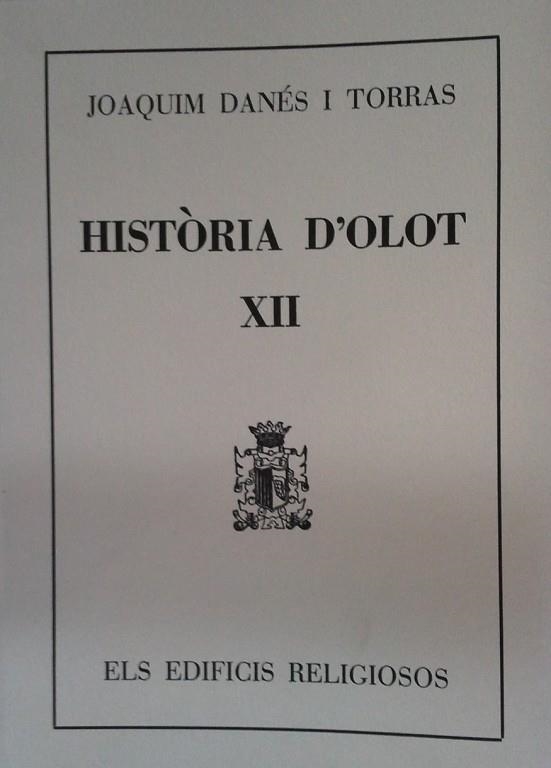 JOAQUIM DANÉS I TORRAS
HISTÒRIA D'OLOT
XII
ELS EDIFICIS RELIGIOSOS